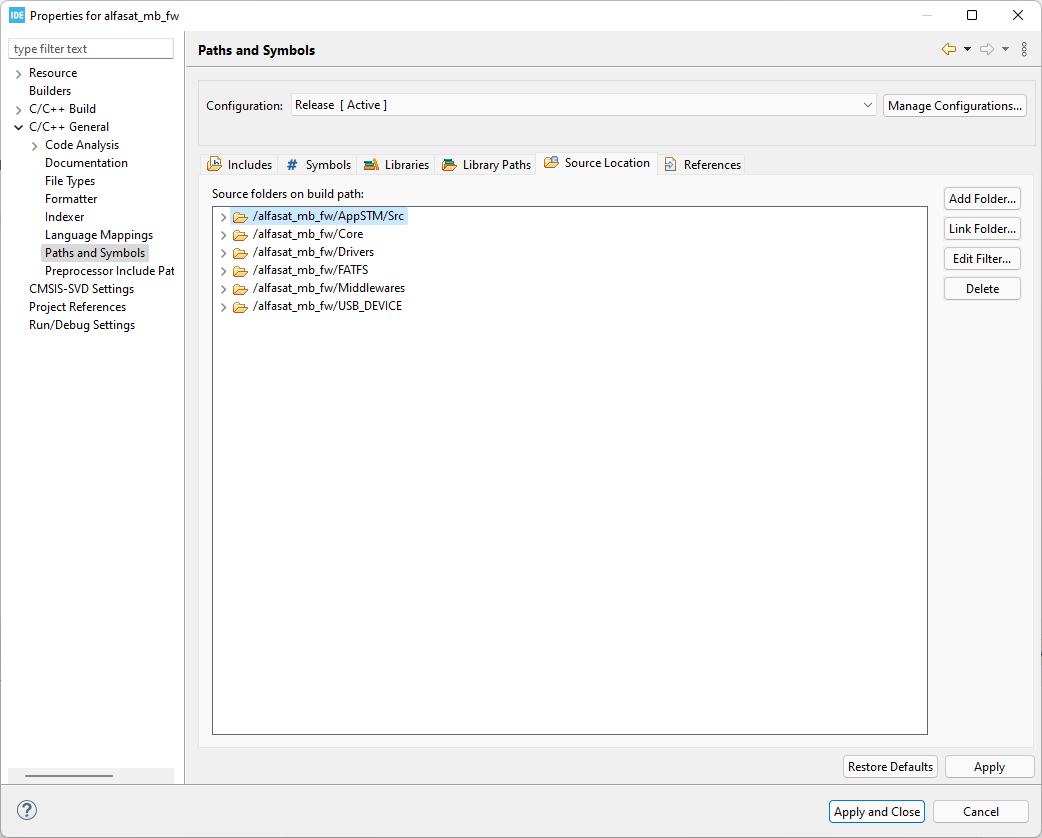 IDE Properties for alfasat_mb_fw
type filter text
Resource
Builders
C/C++ Build
C/C++ General
Code Analysis
Documentation
File Types
Formatter
Indexer
Language Mappings
Paths and Symbols
Preprocessor Include Pat
CMSIS-SVD Settings
Project References
Run/Debug Settings
Paths and Symbols
Configuration: Release [ Active ] Manage Configurations...
Includes # Symbols Libraries Library Paths Source Location References
Source folders on build path:
/alfasat_mb_fw/AppSTM/Src
/alfasat_mb_fw/Core
/alfasat_mb_fw/Drivers
/alfasat_mb_fw/FATFS
/alfasat_mb_fw/Middlewares
/alfasat_mb_fw/USB_DEVICE
Add Folder...
Link Folder...
Edit Filter...
Delete
Restore Defaults Apply
? Apply and Close Cancel